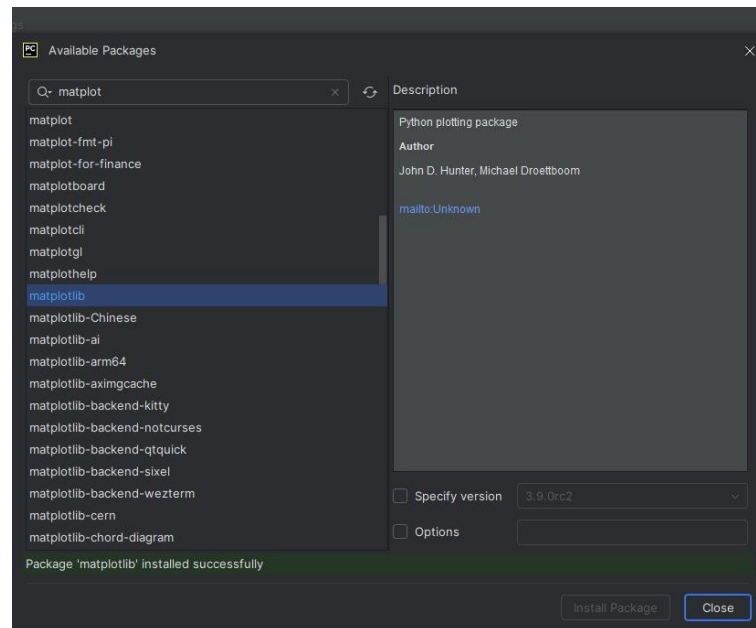 gs
PC
Available Packages
matplot
Description
matplot
matplot-fmt-pi
matplot-for-finance
matplotboard
matplotcheck
matplotcli
matplotgl
matplothelp
matplotlib
matplotlib-Chinese
matplotlib-ai
matplotlib-arm64
matplotlib-aximgcache
matplotlib-backend-kitty
matplotlib-backend-notcurses
matplotlib-backend-qtquick
matplotlib-backend-sixel
matplotlib-backend-wezterm
matplotlib-cern
matplotlib-chord-diagram
Python plotting package
Author
John D. Hunter, Michael Droettboom
mailto:Unknown
Specify version 3.9.0rc2
Options
Package 'matplotlib' installed successfully
Install Package Close